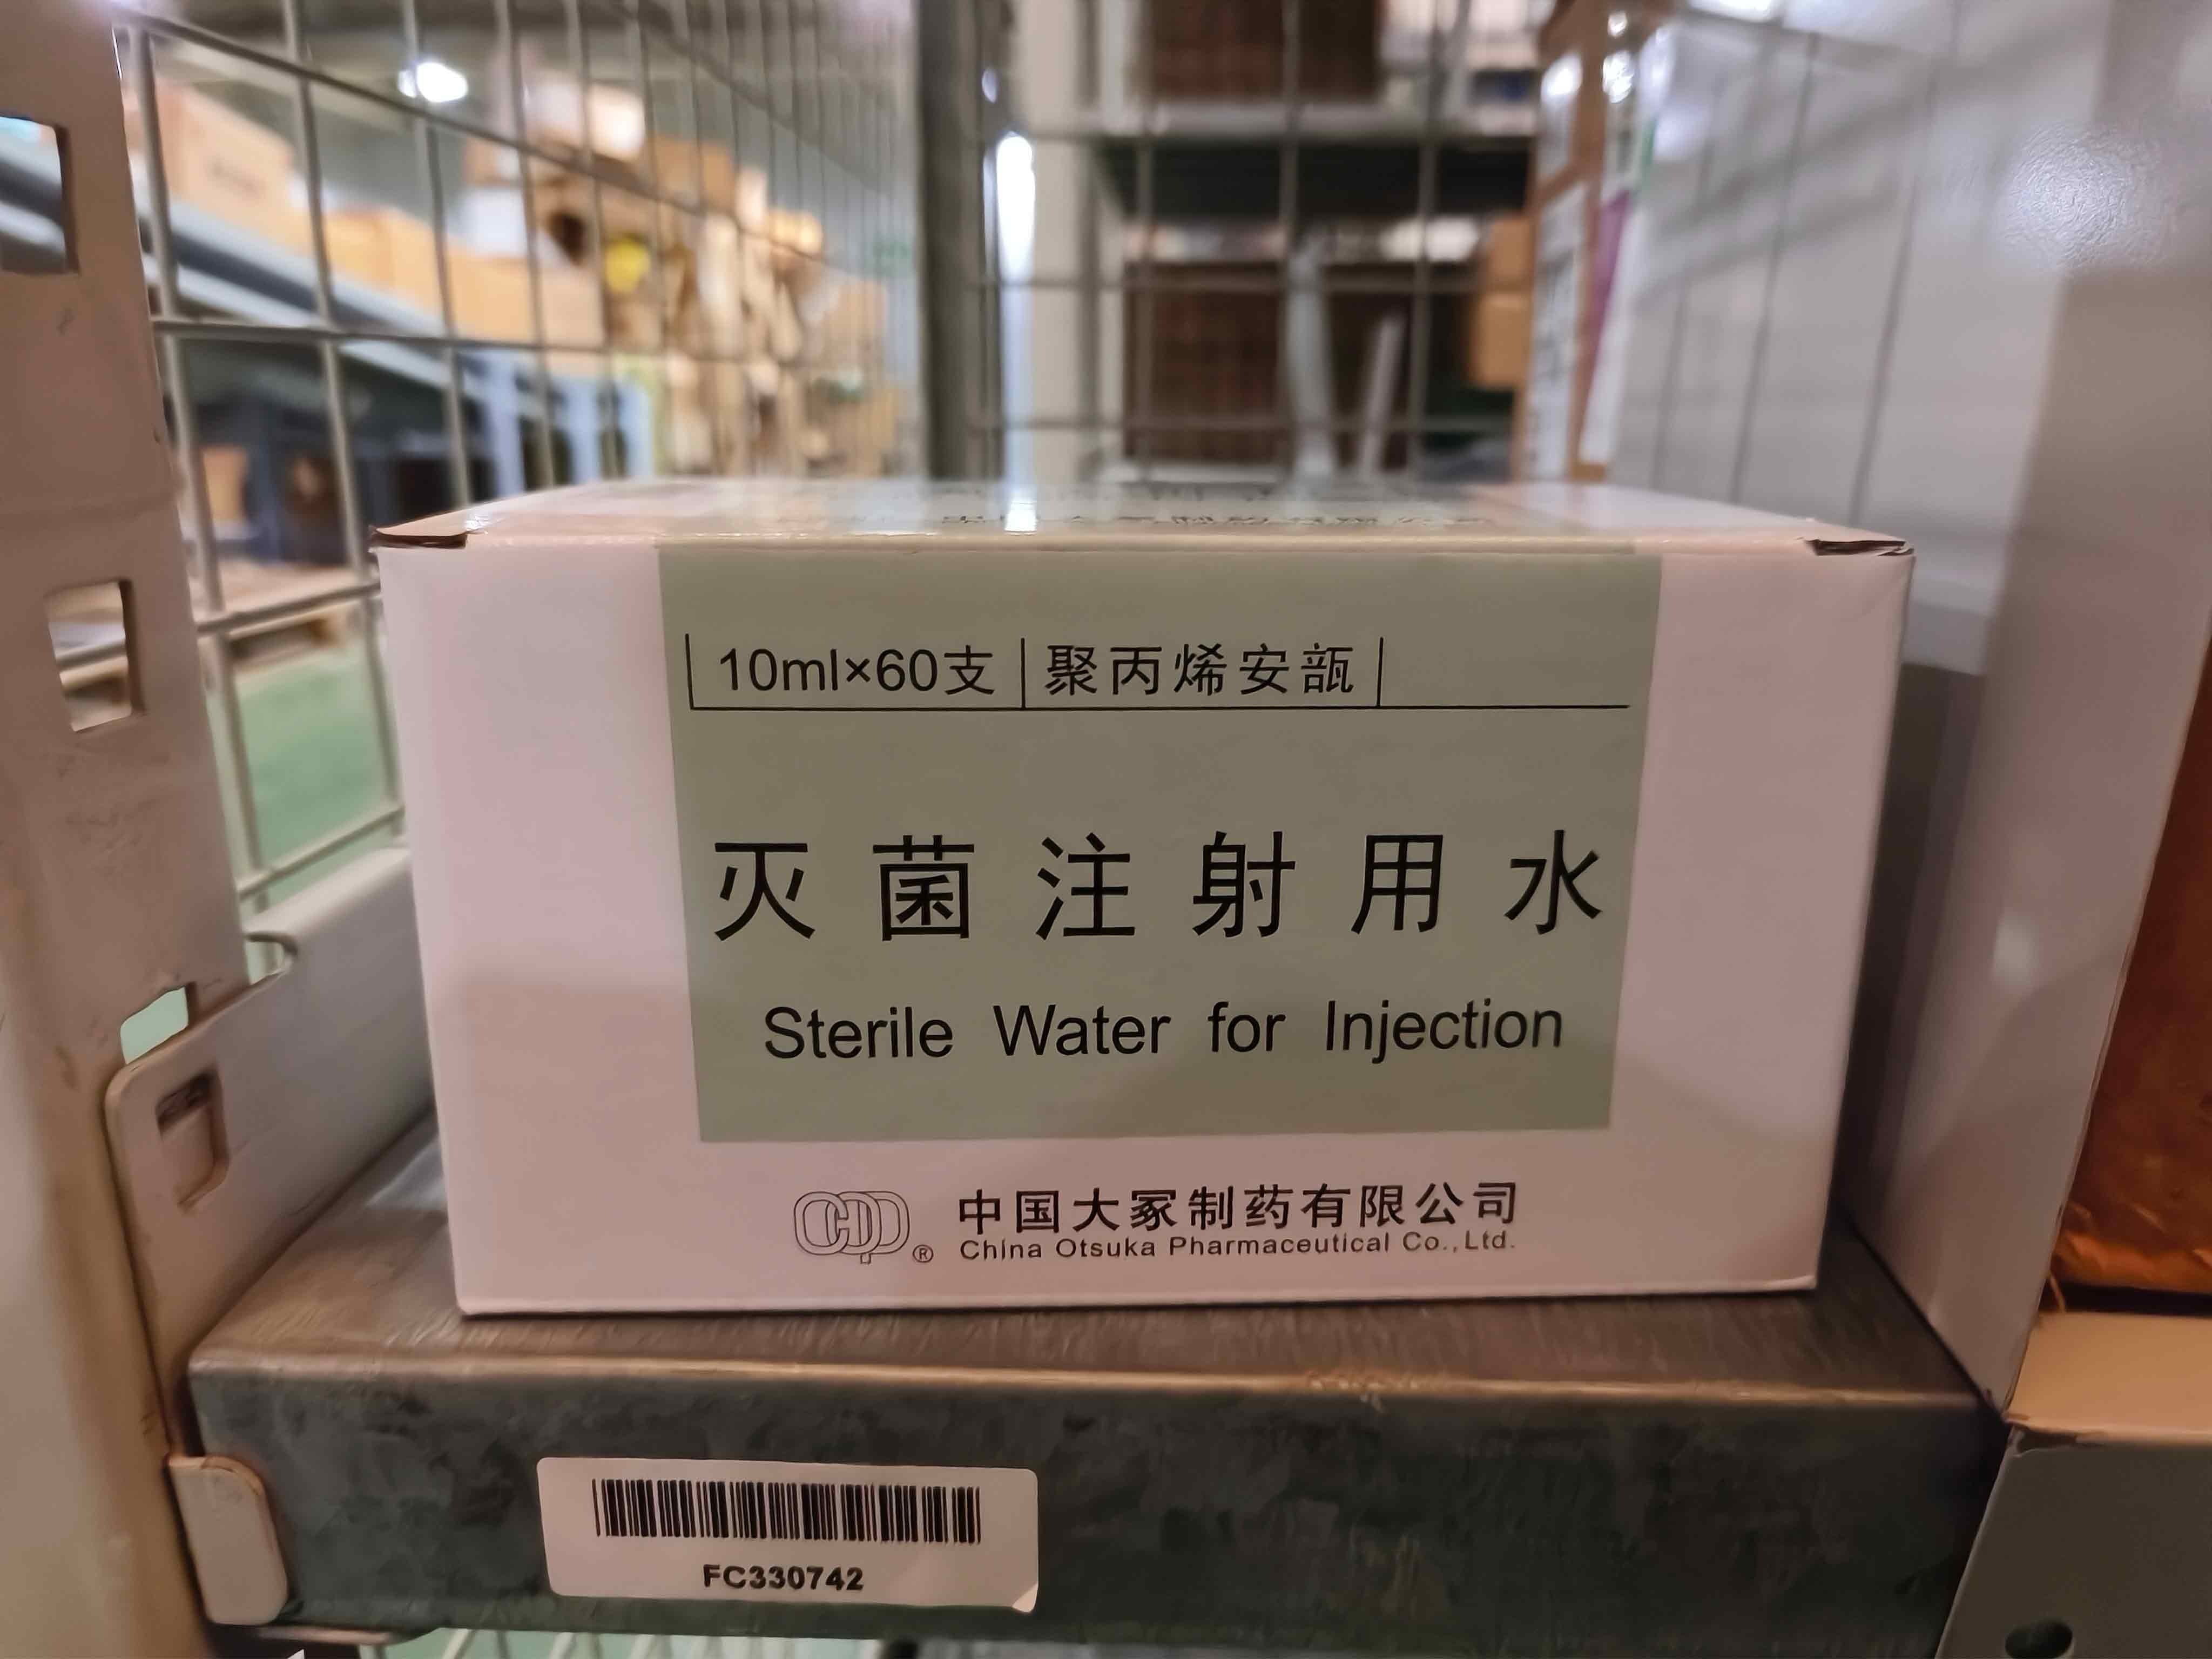 10ml×60支 聚丙烯安瓿
灭菌注射用水
Sterile Water for Injection
COP® 中国大冢制药有限公司
China Otsuka Pharmaceutical Co.,Ltd.
FC330742